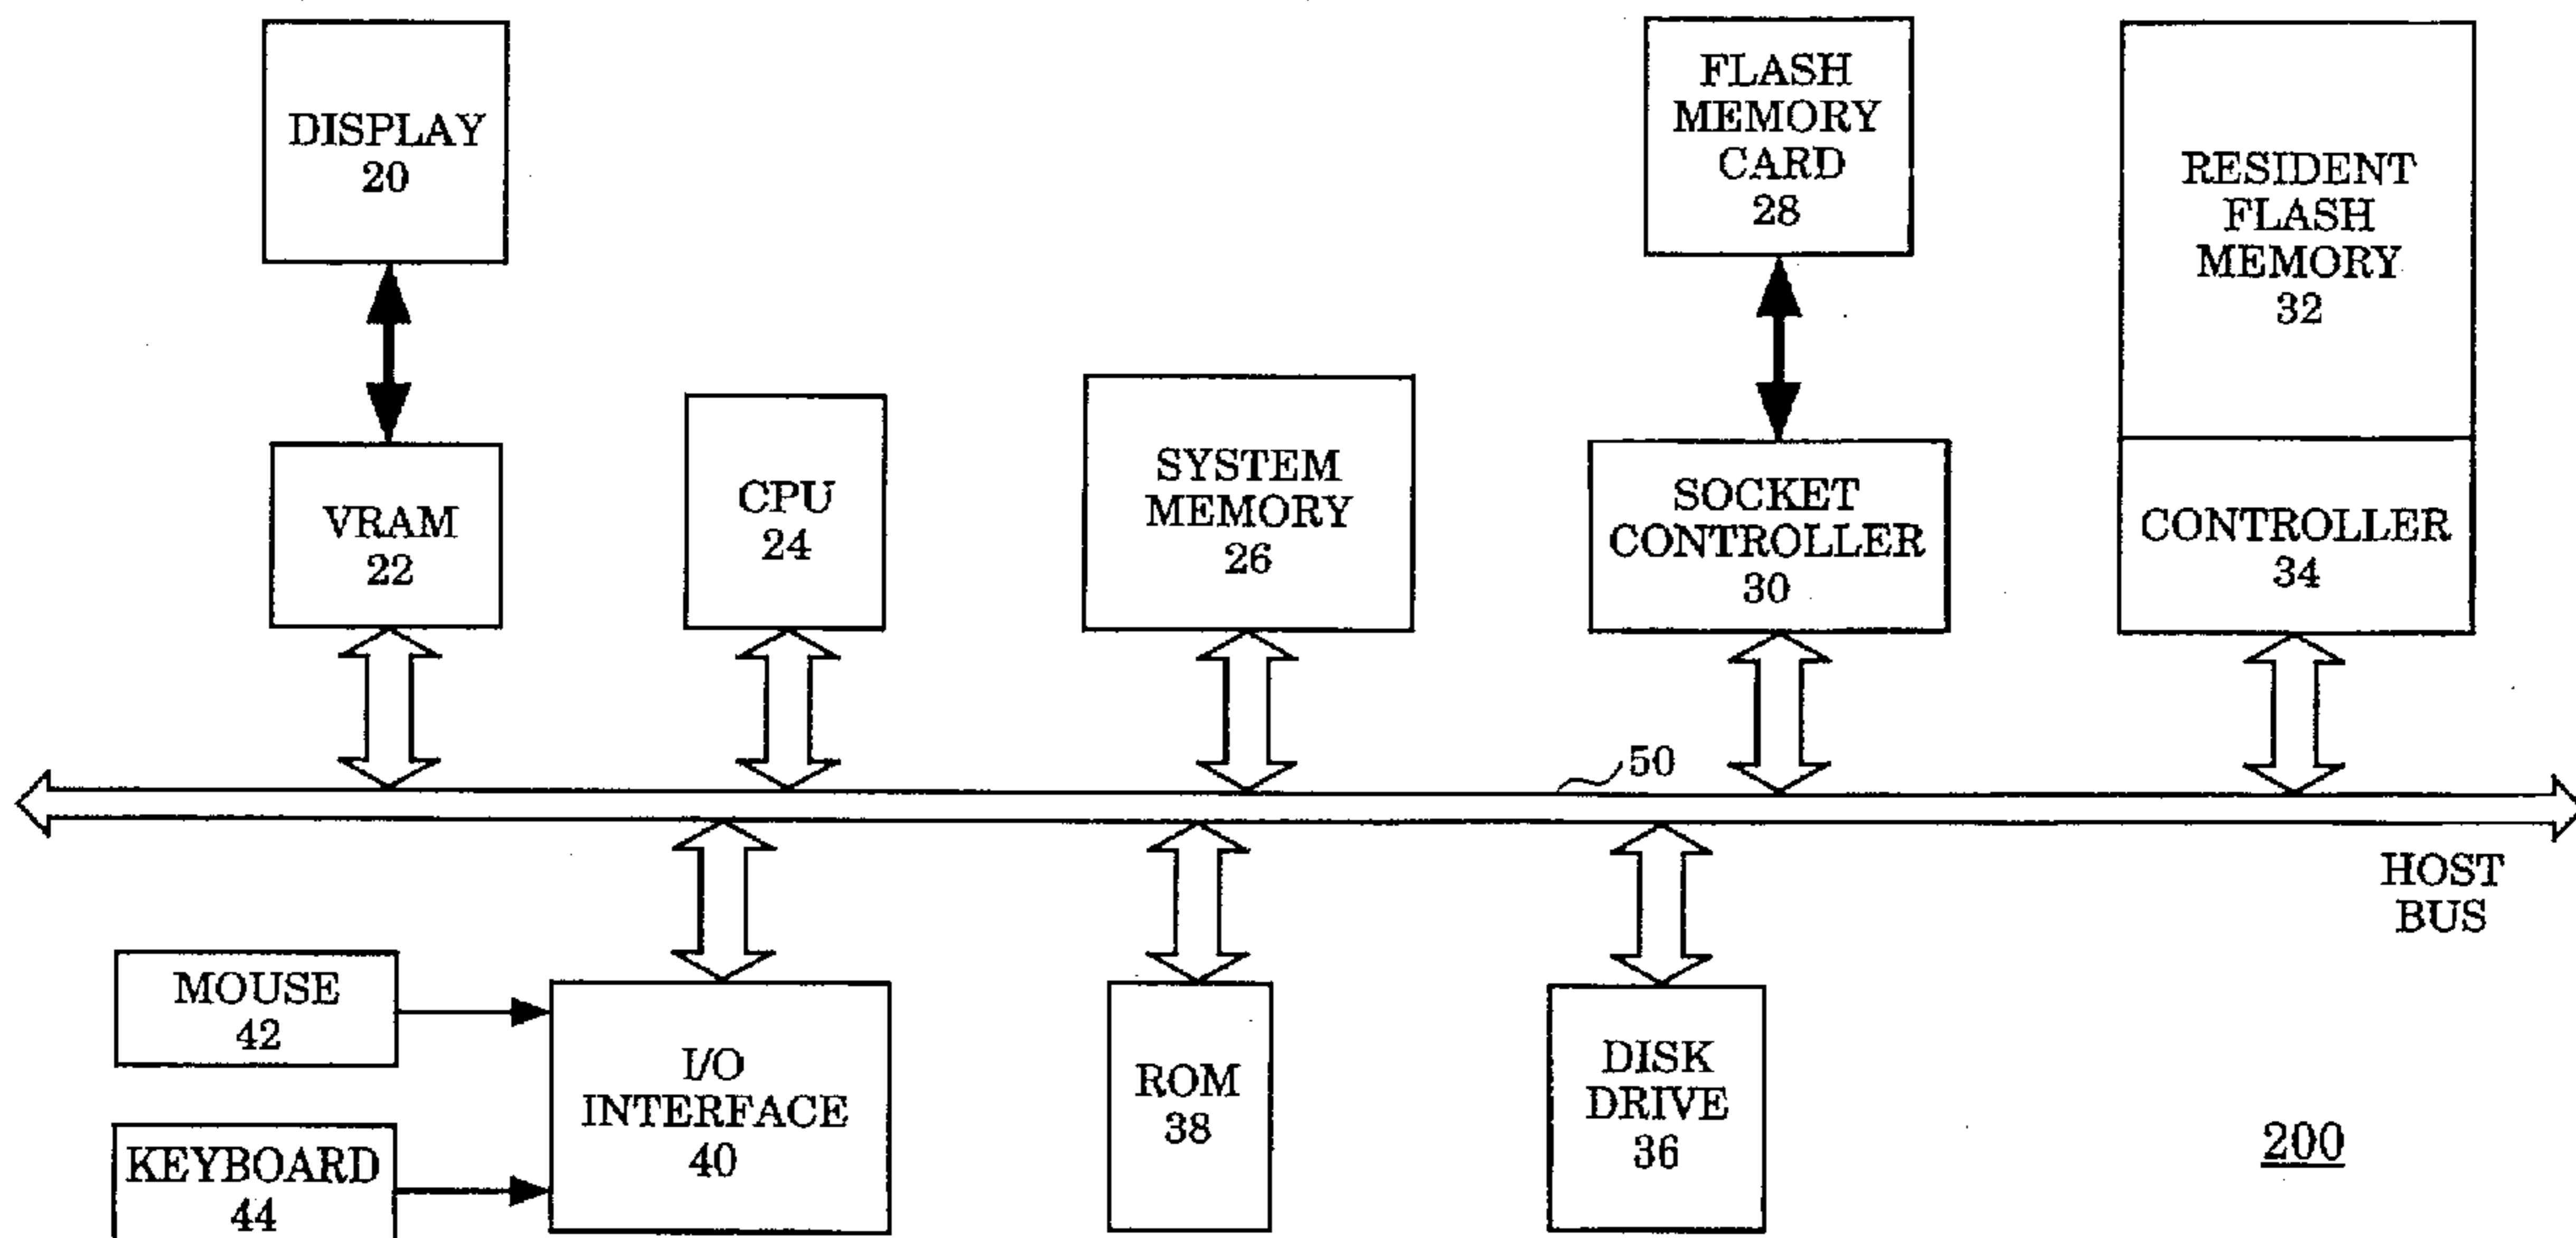 DISPLAY
20
FLASH
MEMORY
CARD
28
RESIDENT
FLASH
MEMORY
32
VRAM
22
CPU
24
SYSTEM
MEMORY
26
SOCKET
CONTROLLER
30
CONTROLLER
34
50
HOST
BUS
MOUSE
42
KEYBOARD
44
I/O
INTERFACE
40
ROM
38
DISK
DRIVE
36
200